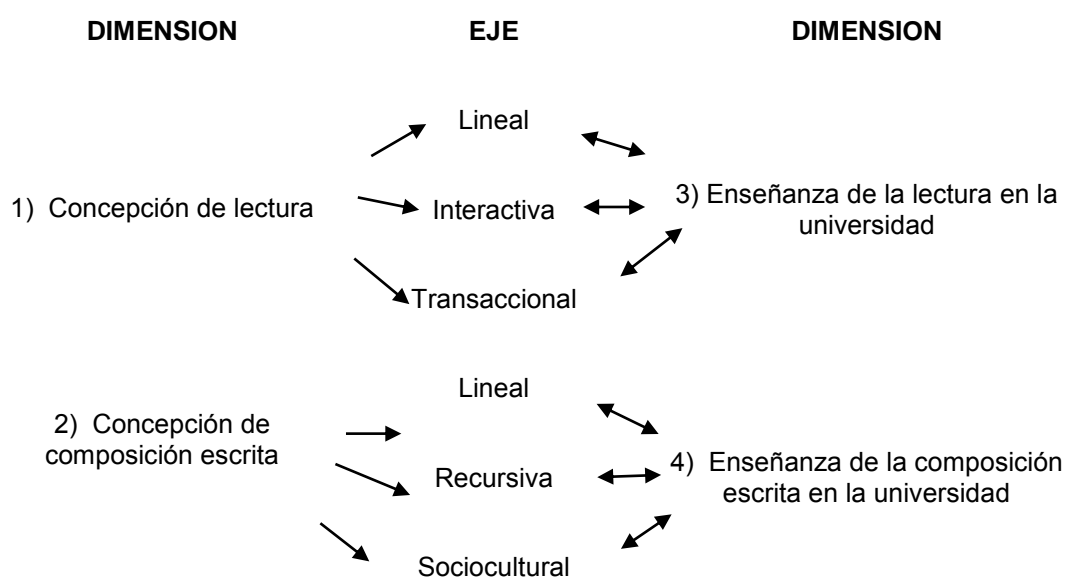 DIMENSION EJE DIMENSION
Lineal
1) Concepción de lectura
Interactiva
3) Enseñanza de la lectura en la
universidad
Transaccional
Lineal
2) Concepción de
composición escrita
Recursiva
4) Enseñanza de la composición
escrita en la universidad
Sociocultural